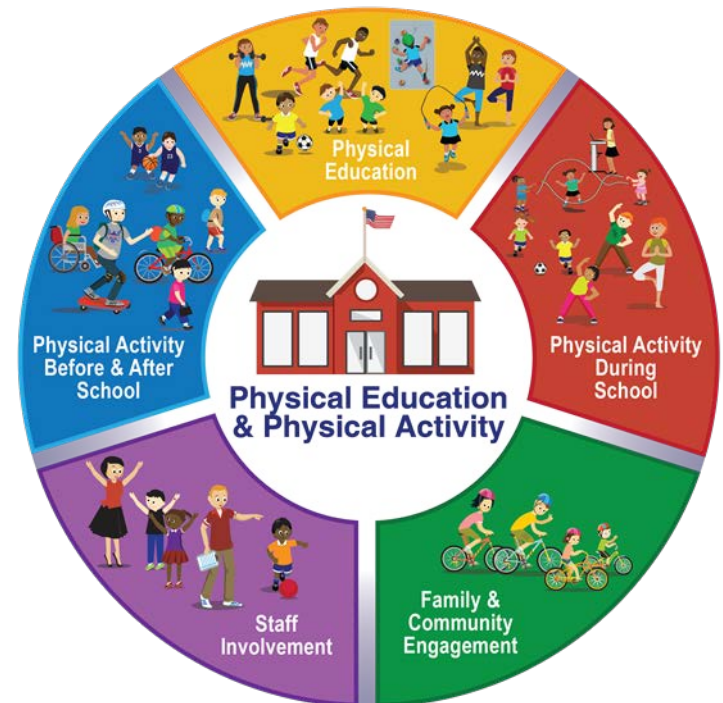 Physical
Education
Physical Activity
Before & After
School
Physical Activity
During
School
Physical Education
& Physical Activity
Staff
Involvement
Family &
Community
Engagement